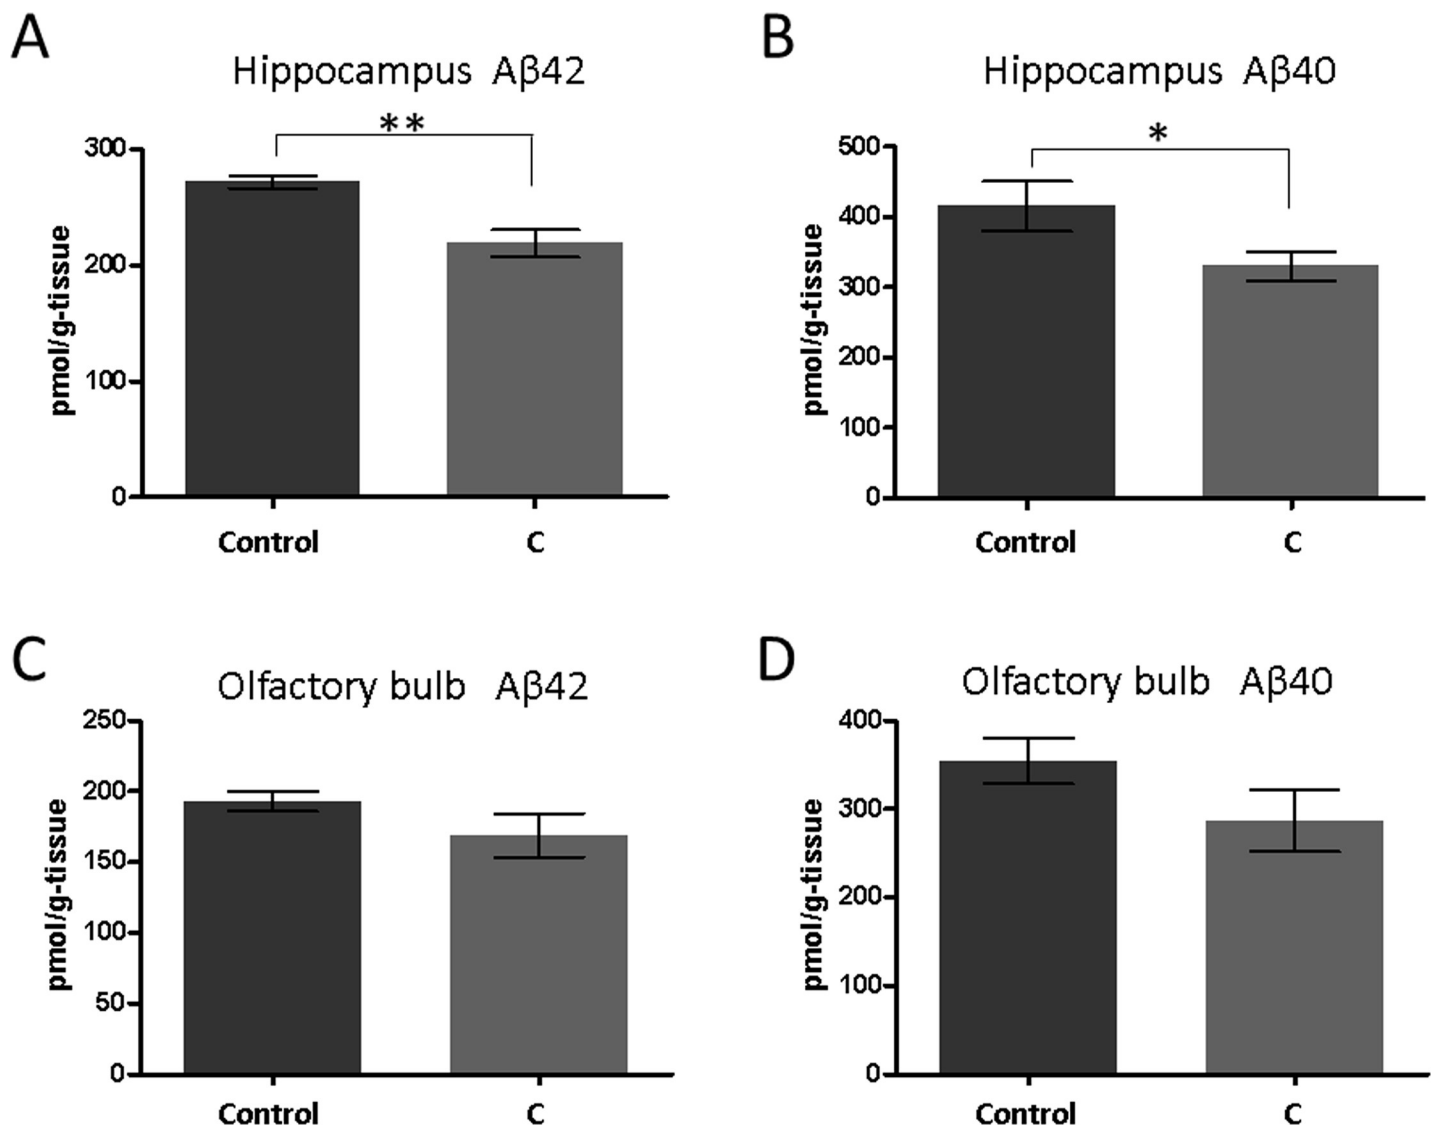 A
Hippocampus Aβ42
**
300
200
100
0
pmol/g-tissue
Control C
B
Hippocampus Aβ40
*
500
400
300
200
100
0
pmol/g-tissue
Control C
C
Olfactory bulb Aβ42
250
200
150
100
50
0
pmol/g-tissue
Control C
D
Olfactory bulb Aβ40
400
300
200
100
0
pmol/g-tissue
Control C